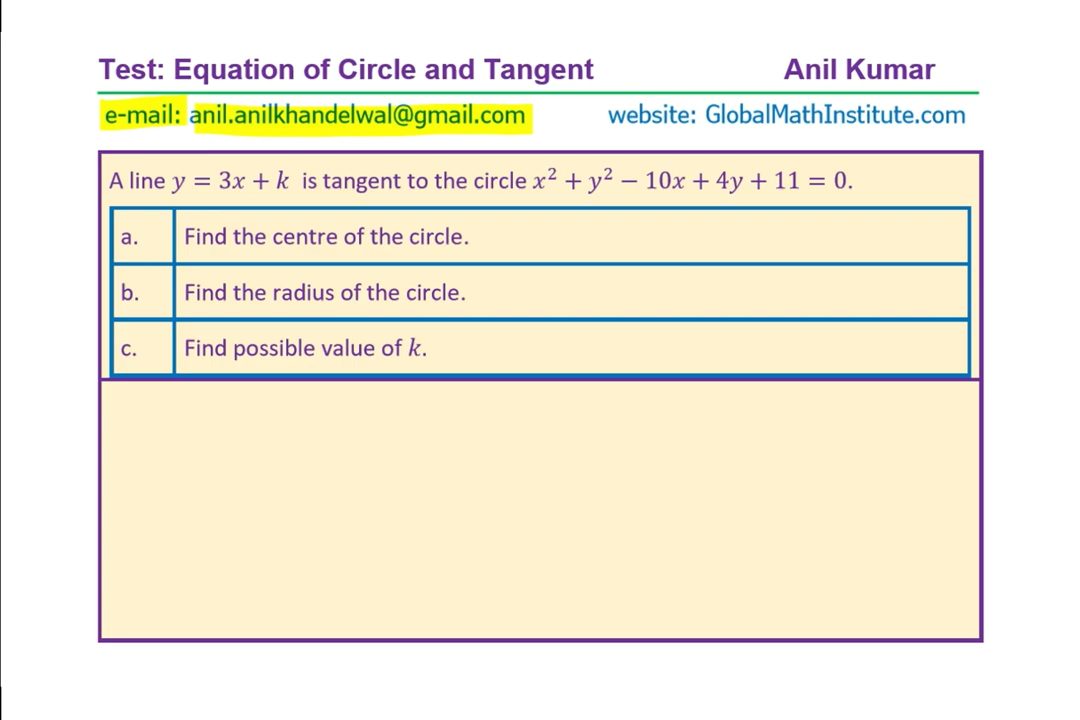 Test: Equation of Circle and Tangent Anil Kumar
e-mail: anil.anilkhandelwal@gmail.com website: GlobalMathInstitute.com
A line y = 3x + k is tangent to the circle x² + y² − 10x + 4y + 11 = 0.
a. Find the centre of the circle.
b. Find the radius of the circle.
c. Find possible value of k.